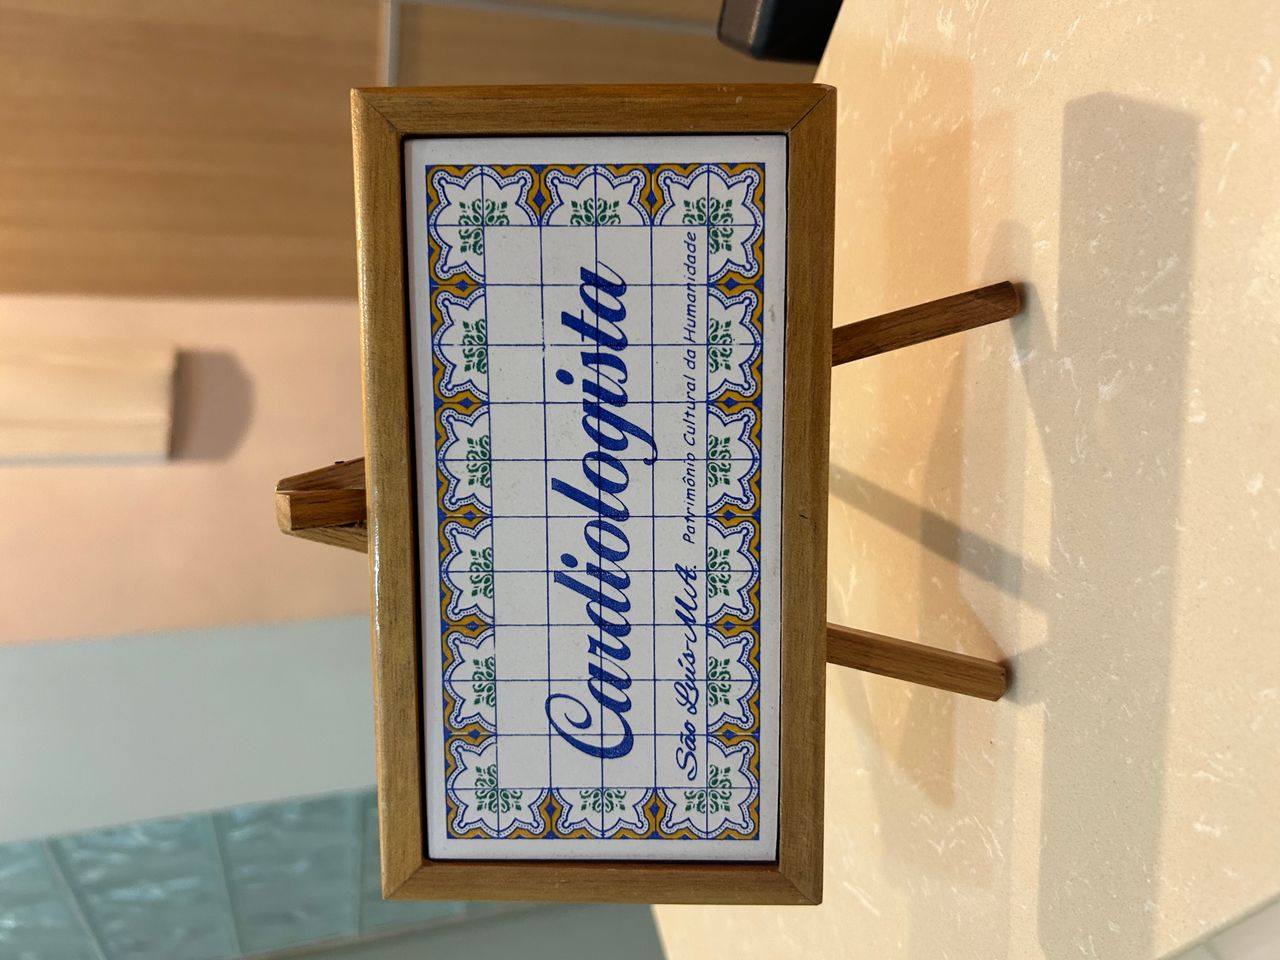 Cardiologista
São Luís-MA. Patrimônio Cultural da Humanidade